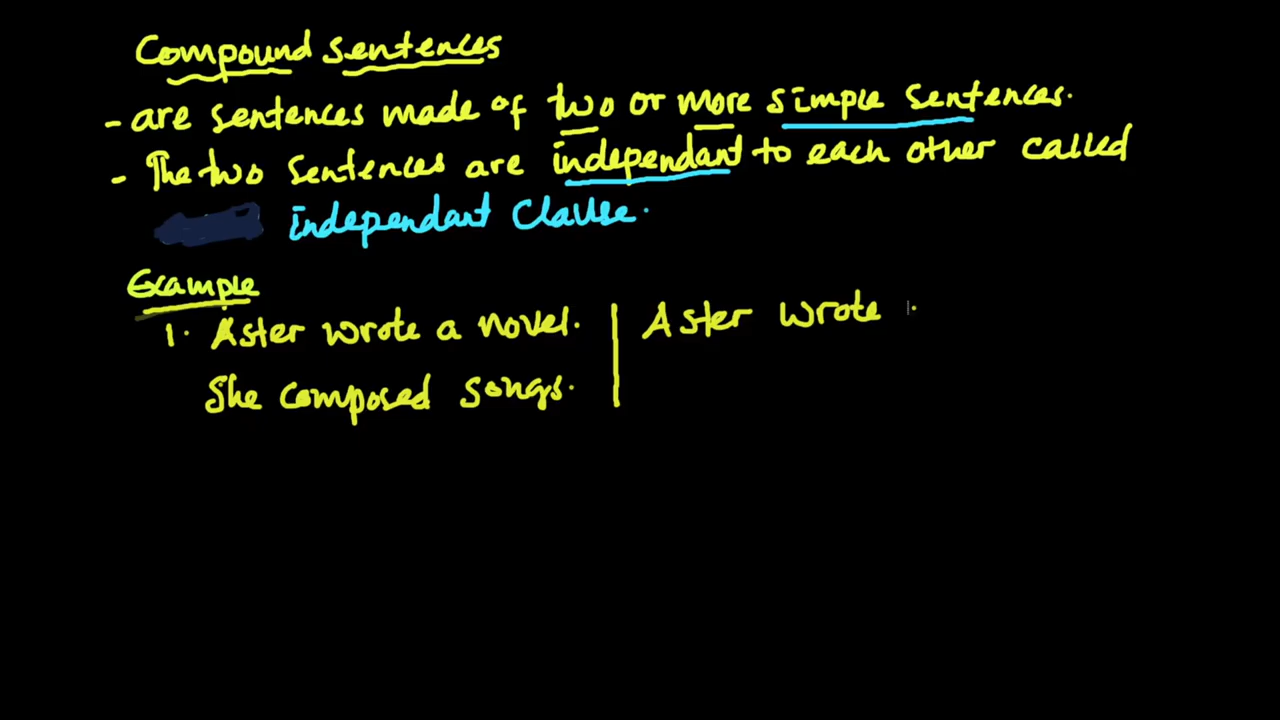 Compound sentences
- are sentences made of two or more simple sentences.
- The two sentences are independant to each other called
independant Clause.
Example
1. Aster wrote a novel. | Aster wrote
She composed songs.